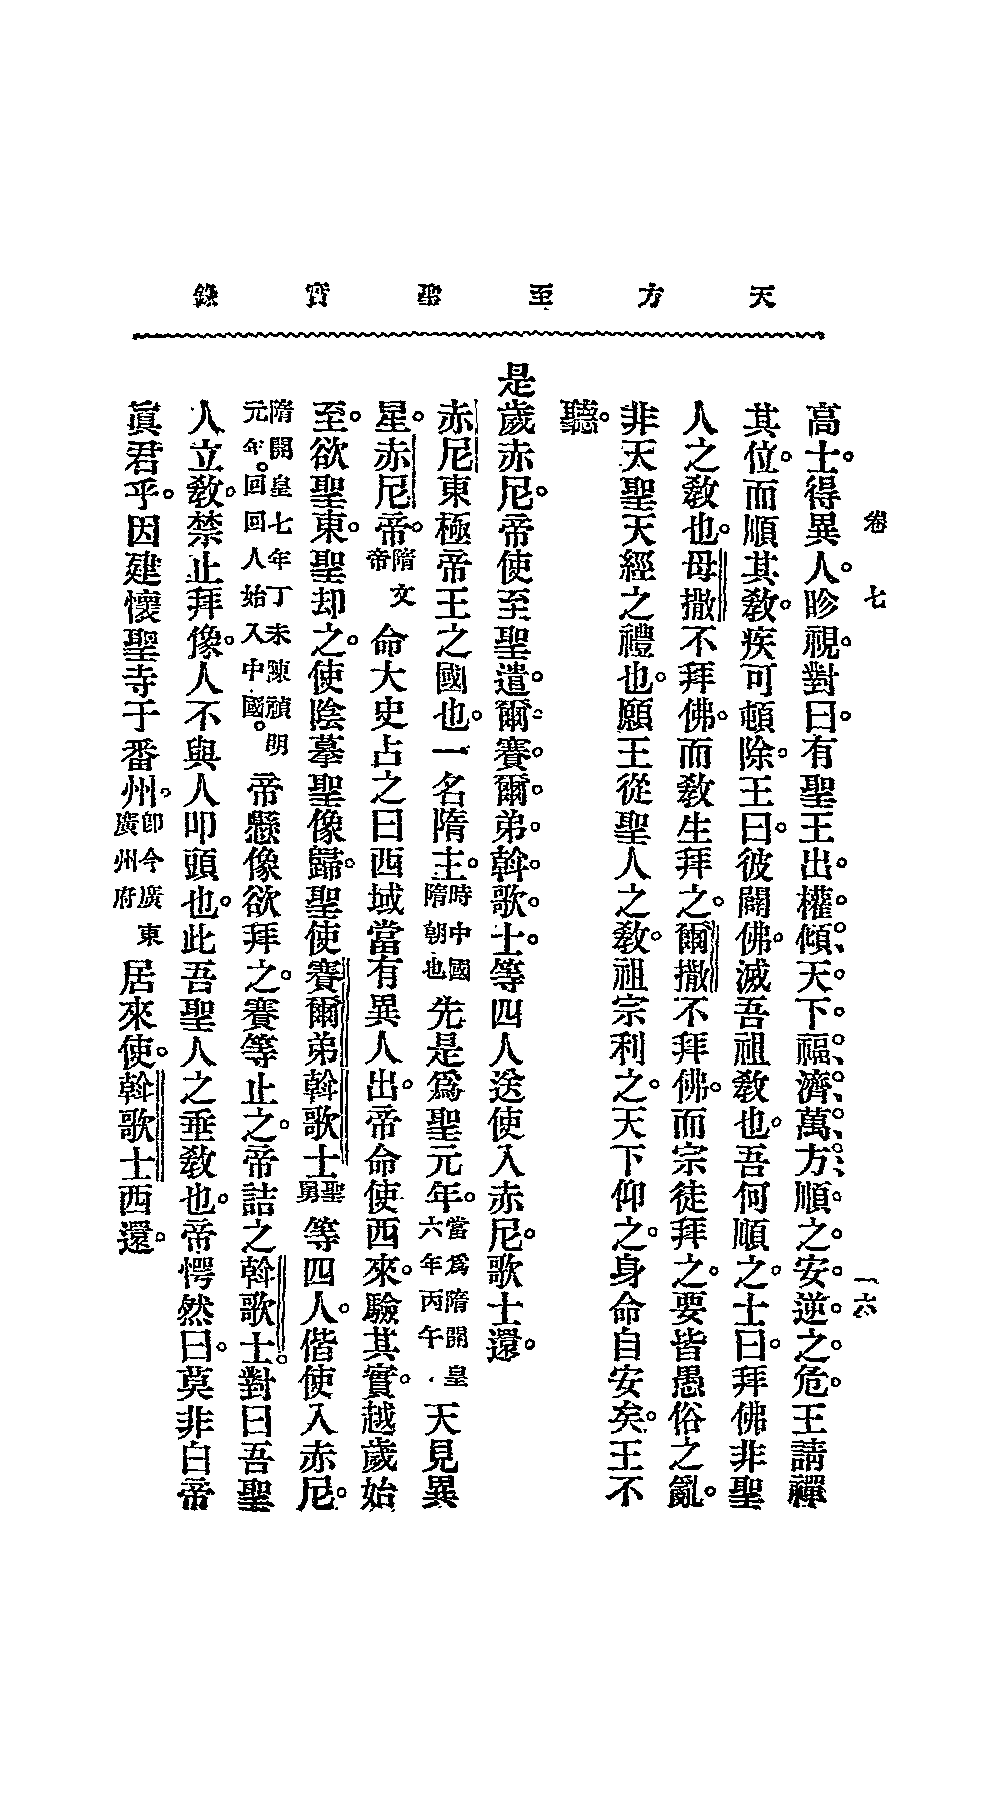 天方至聖實錄
卷七
一六
高士。得異人。眕視。對曰。有聖王出。權傾天下。福濟萬方。順之。安。逆之。危。王請禪
其位。而順其教。疾可頓除。王曰。彼闢佛。滅吾祖教也。吾何順之。士曰。拜佛非聖
人之教也。母撒不拜佛。而教生拜之。爾撒不拜佛。而宗徒拜之。要皆愚俗之亂。
非天聖天經之禮也。願王從聖人之教。祖宗利之。天下仰之。身命自安矣。王不
聽。
是歲赤尼。帝使至聖遣。爾。賽。爾。弟。斡。歌。士。等四人送使入赤尼。歌士還。
赤尼東極帝王之國也。一名隋主。時中國隋朝也先是爲聖元年。當爲隋開皇六年丙午天見異
星。赤尼帝。隋文帝命大史占之曰西域當有異人出。帝命使西來。驗其實。越歲始
至。欲聖東。聖却之。使陰摹聖像歸。聖使賽爾弟斡歌士聖舅等四人。偕使入赤尼。
隋開皇七年丁未陳禎明元年。回回人始入中國。帝懸像欲拜之。賽等止之。帝詰之斡歌士。對曰吾聖
人立教。禁止拜像。人不與人叩頭也。此吾聖人之垂教也。帝愕然曰。莫非白帝
眞君乎。因建懷聖寺于番州。卽今廣東廣州府居來使。斡歌士西還。